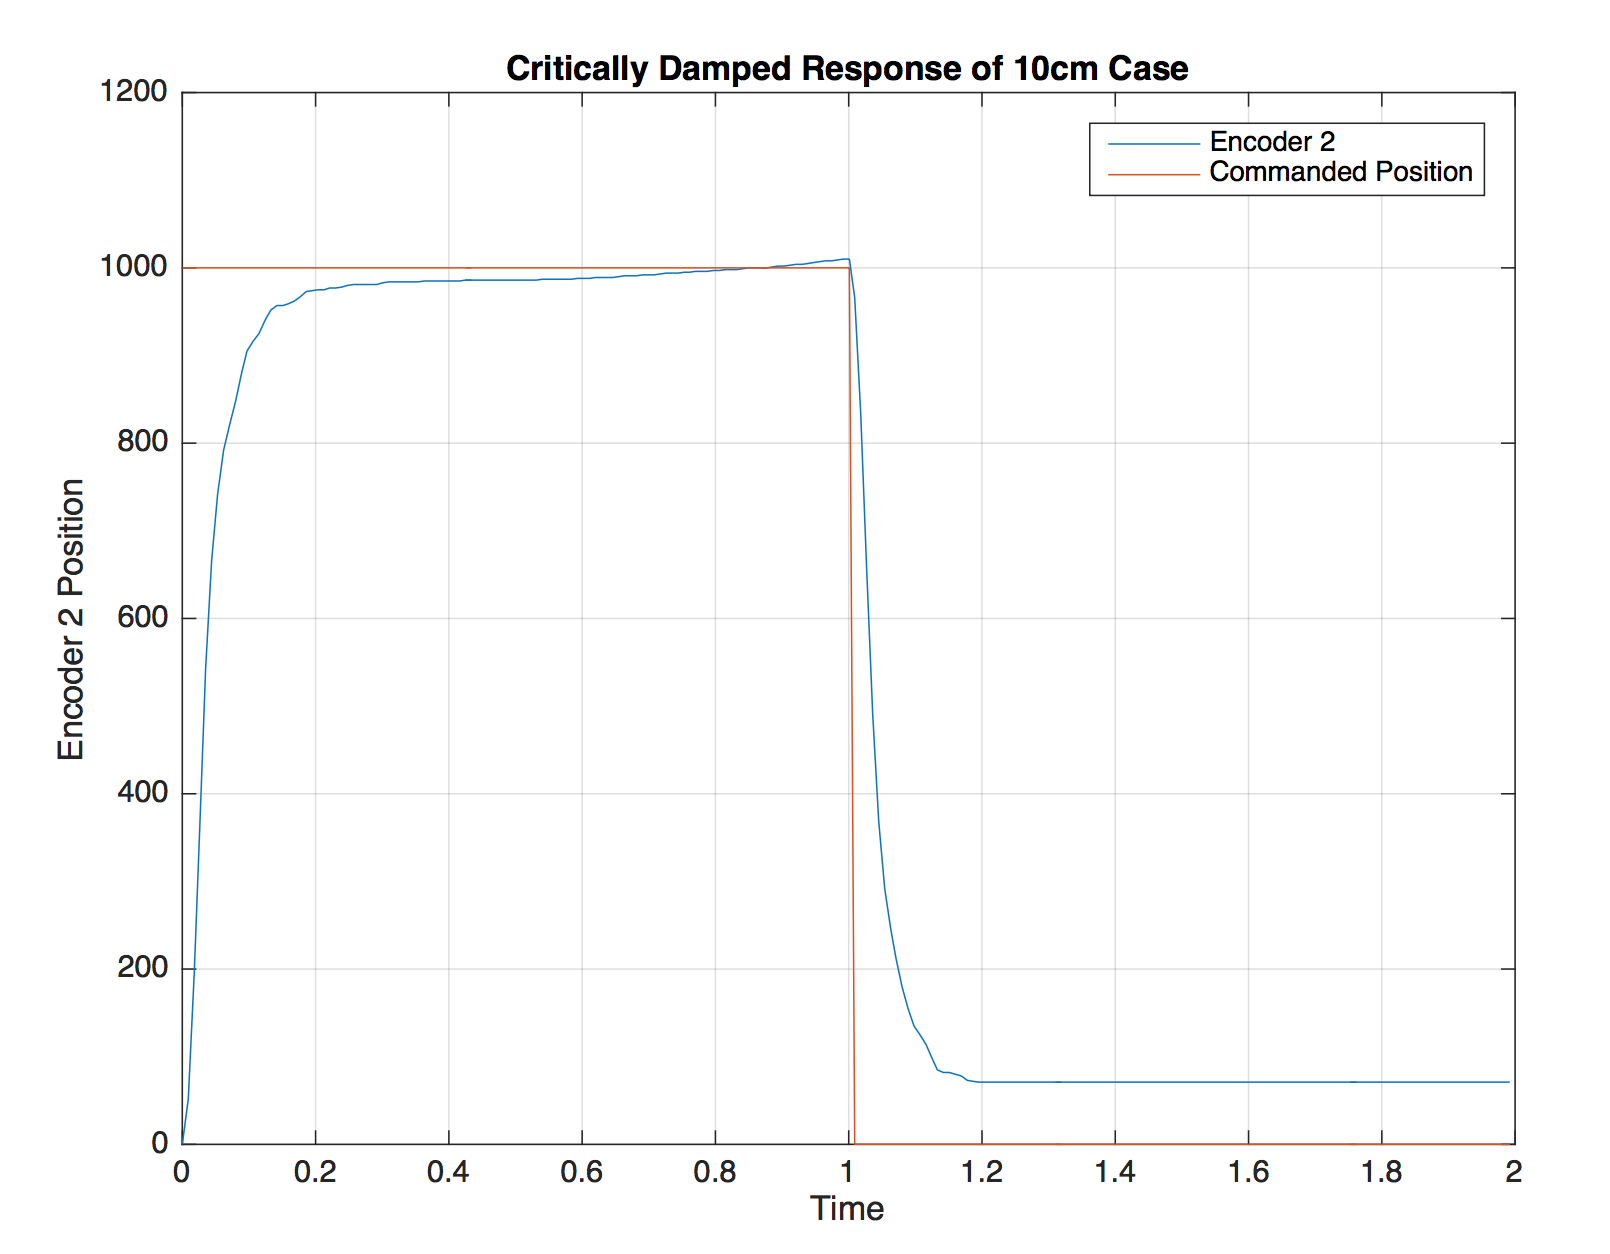 Critically Damped Response of 10cm Case
Encoder 2
Commanded Position
1200
1000
800
600
400
200
0
Encoder 2 Position
0 0.2 0.4 0.6 0.8 1 1.2 1.4 1.6 1.8 2
Time